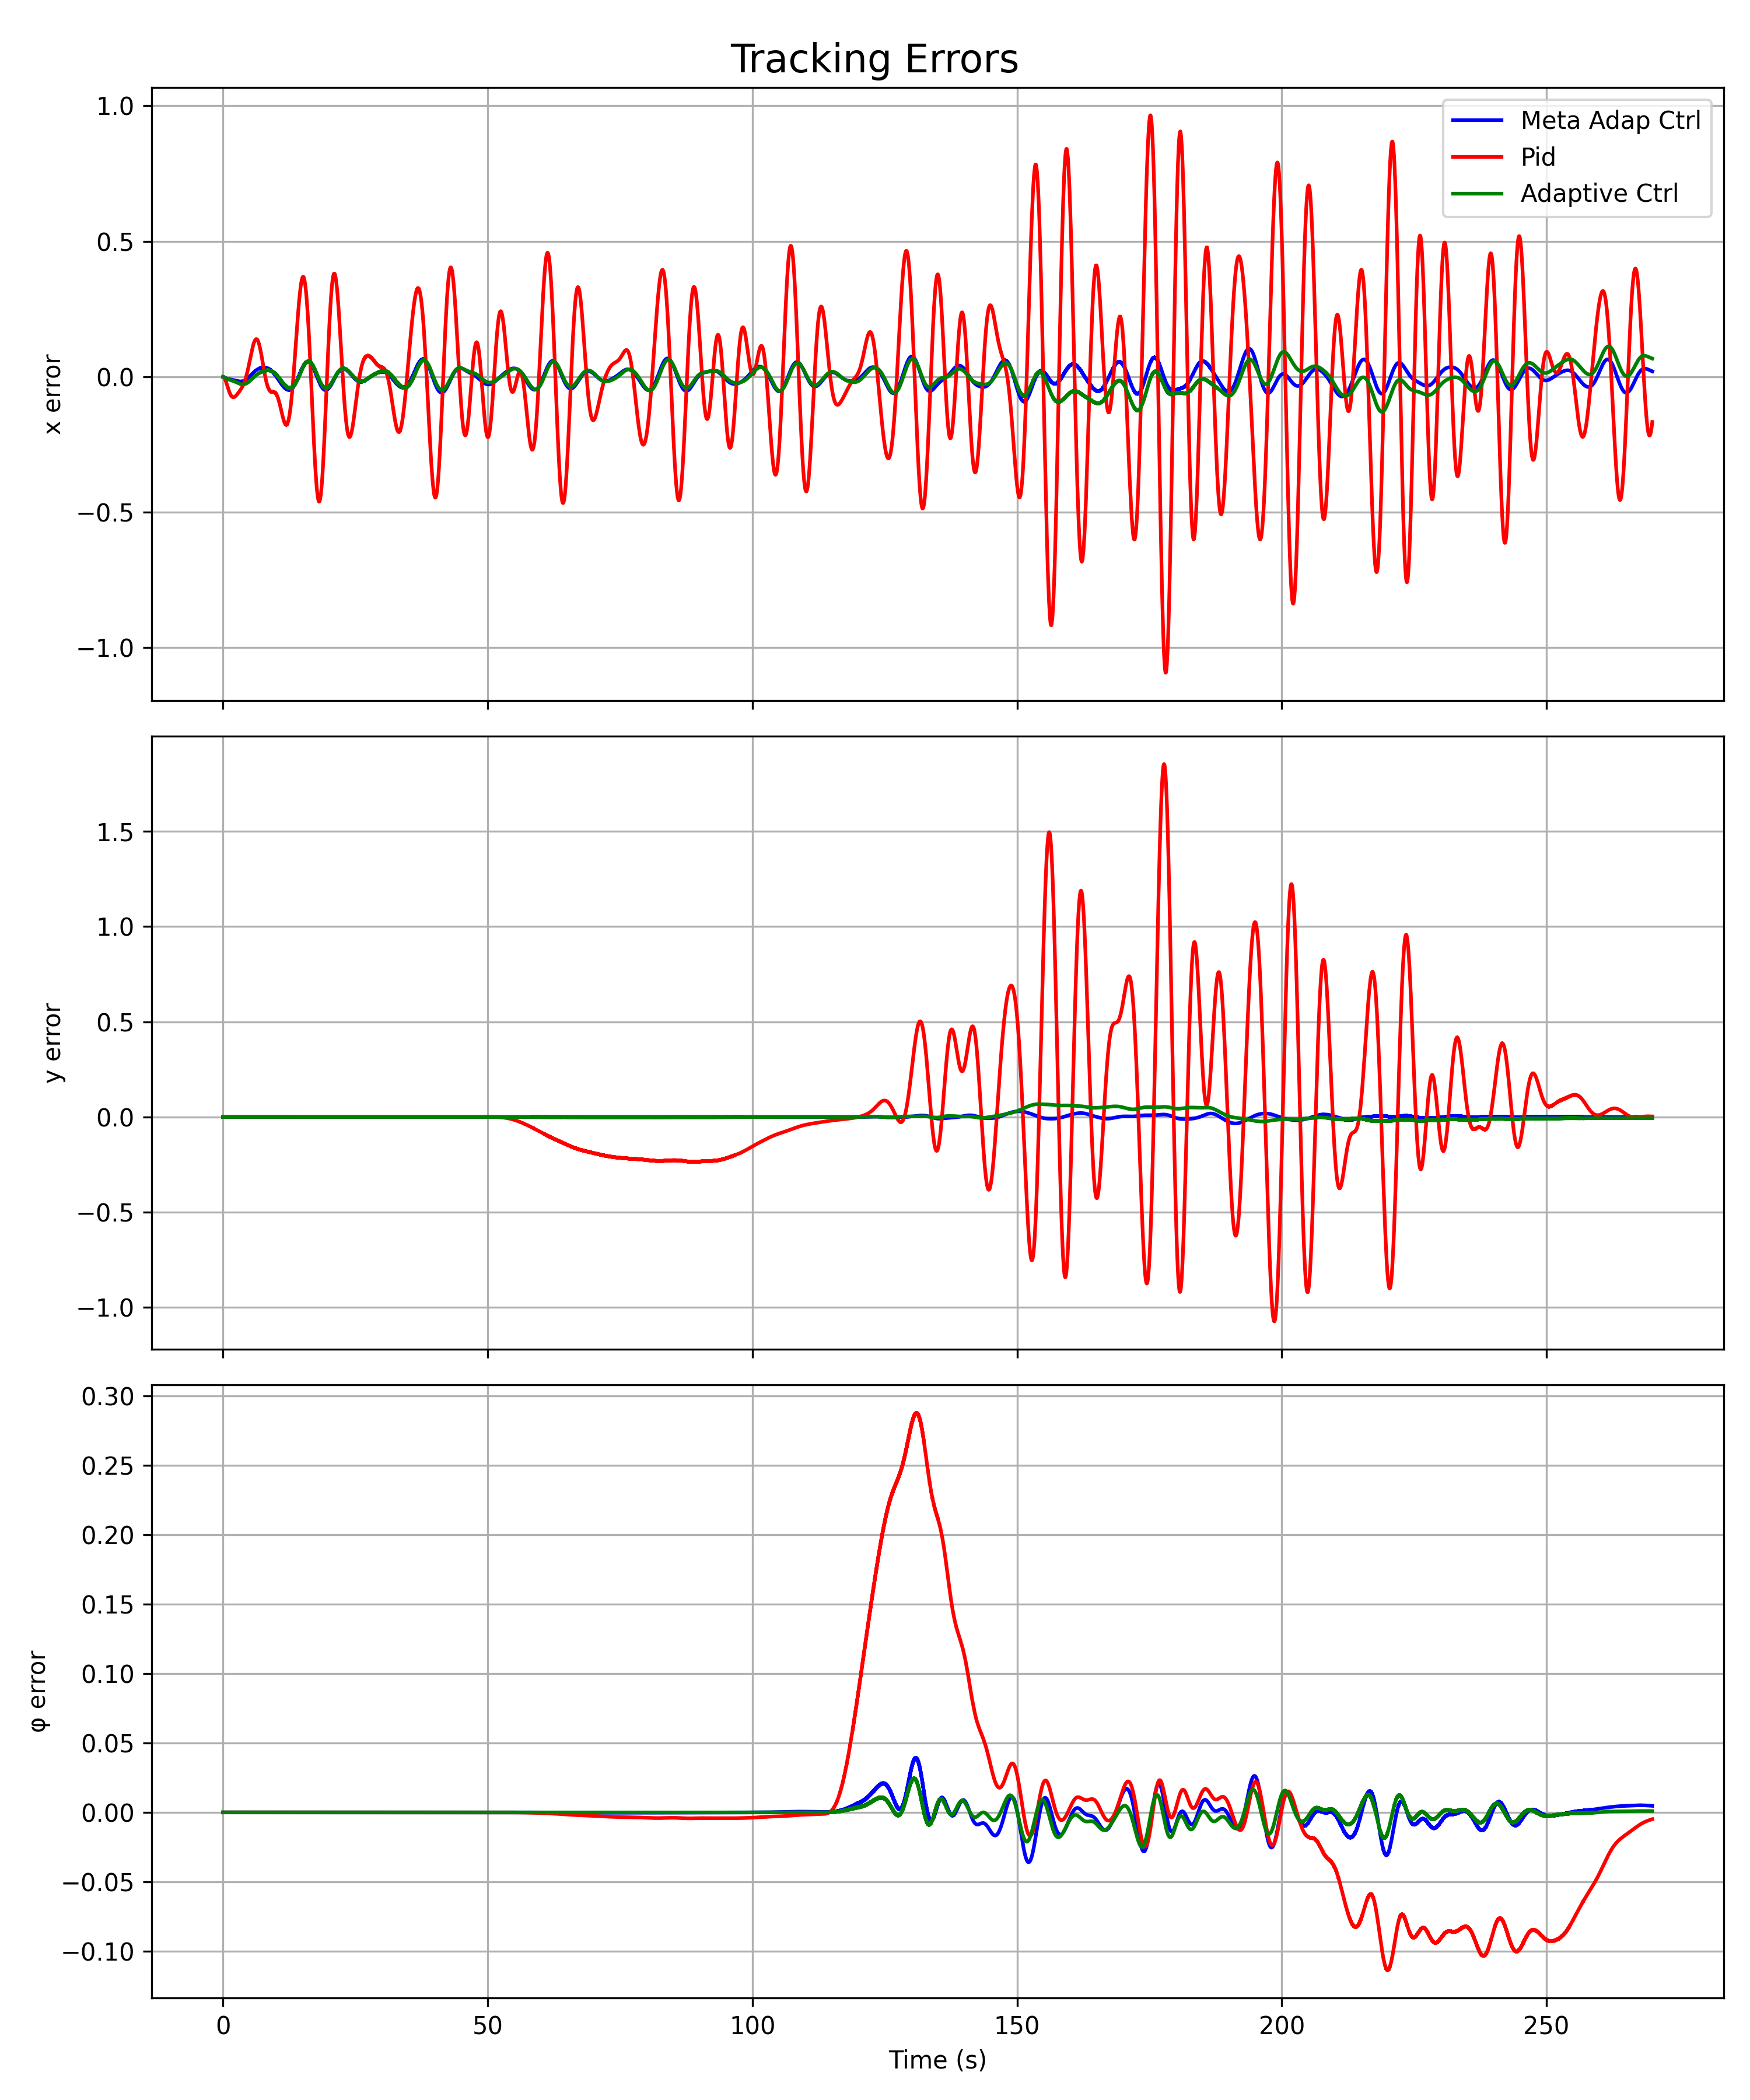 Tracking Errors
1.0
0.5
0.0
−0.5
−1.0
x error
Meta Adap Ctrl
Pid
Adaptive Ctrl
1.5
1.0
0.5
0.0
−0.5
−1.0
y error
0.30
0.25
0.20
0.15
0.10
0.05
0.00
−0.05
−0.10
φ error
0 50 100 150 200 250
Time (s)